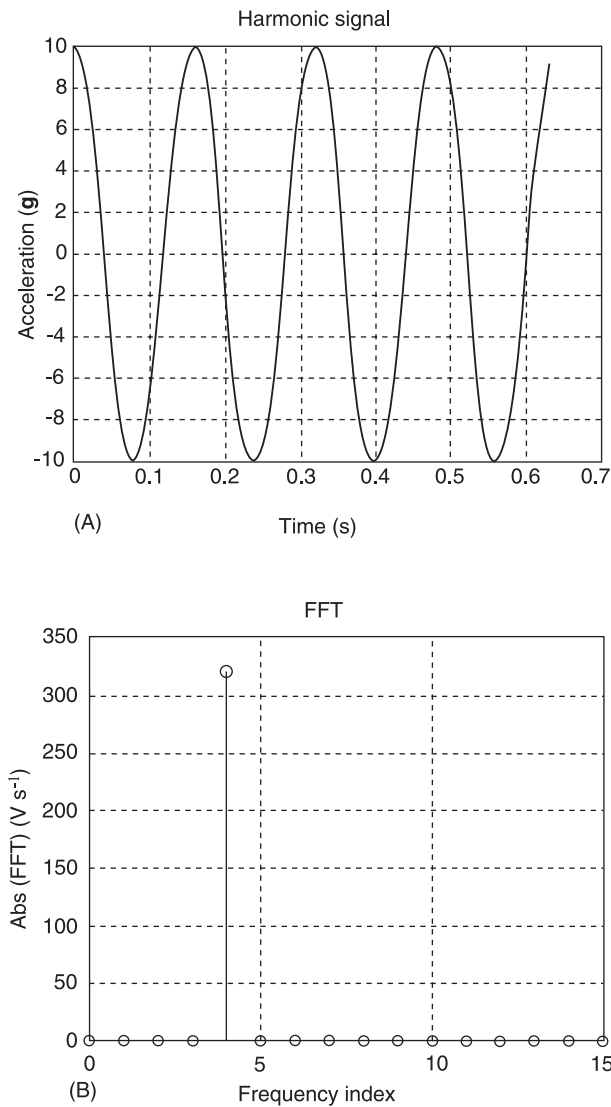 Harmonic signal
10
8
6
4
2
0
-2
-4
-6
-8
-10
Acceleration (g)
0 0.1 0.2 0.3 0.4 0.5 0.6 0.7
(A) Time (s)
FFT
350
300
250
200
150
100
50
0
Abs (FFT) (V s-1)
0 5 10 15
(B) Frequency index